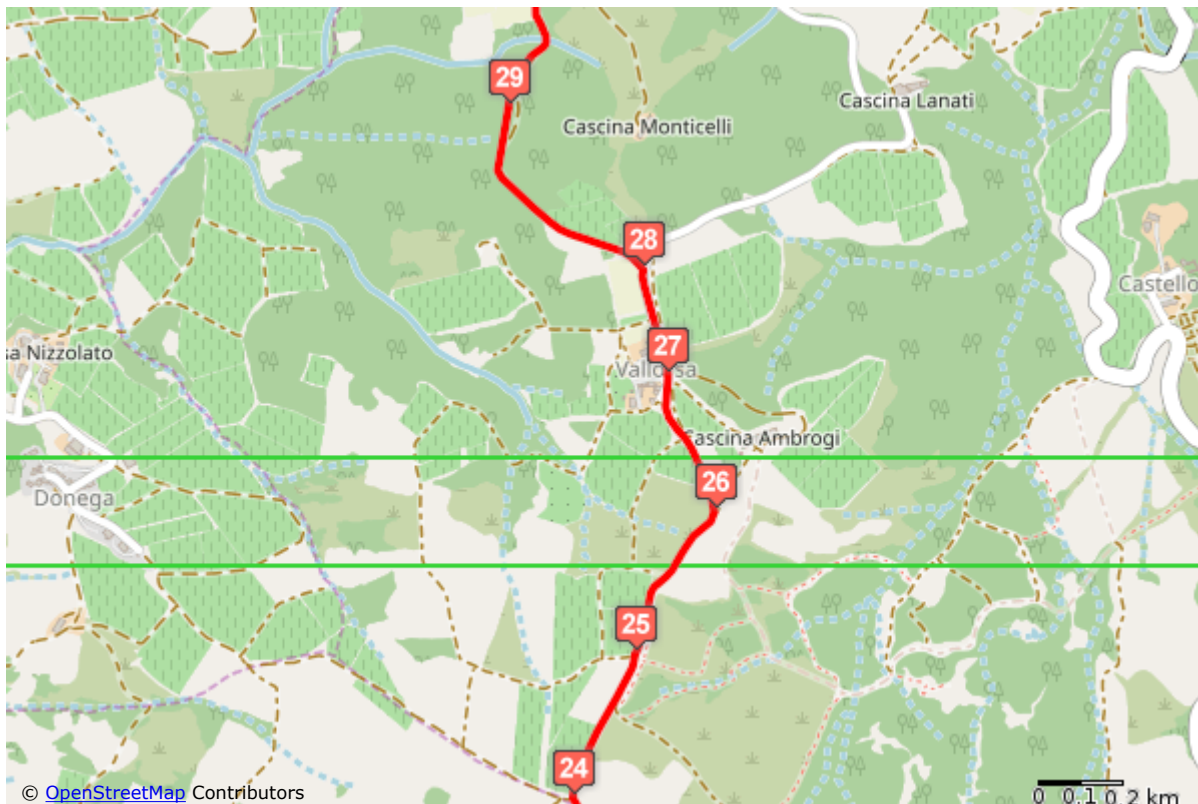 29
Cascina Lanati
Cascina Monticelli
28
Castello
sa Nizzolato
27
Vallorsa
Cascina Ambrogi
26
Donega
25
24
© OpenStreetMap Contributors
0 0,1 0,2 km